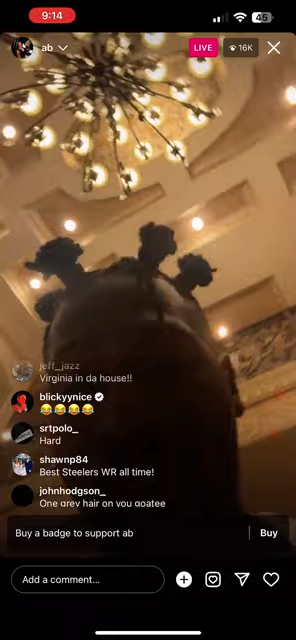 9:14
45
ab
LIVE
16K
jeff_jazz
Virginia in da house!!
blickyynice
😂😂😂😂
srtpolo_
Hard
shawnp84
Best Steelers WR all time!
johnhodgson_
One grey hair on you goatee
Buy a badge to support ab
Buy
Add a comment...